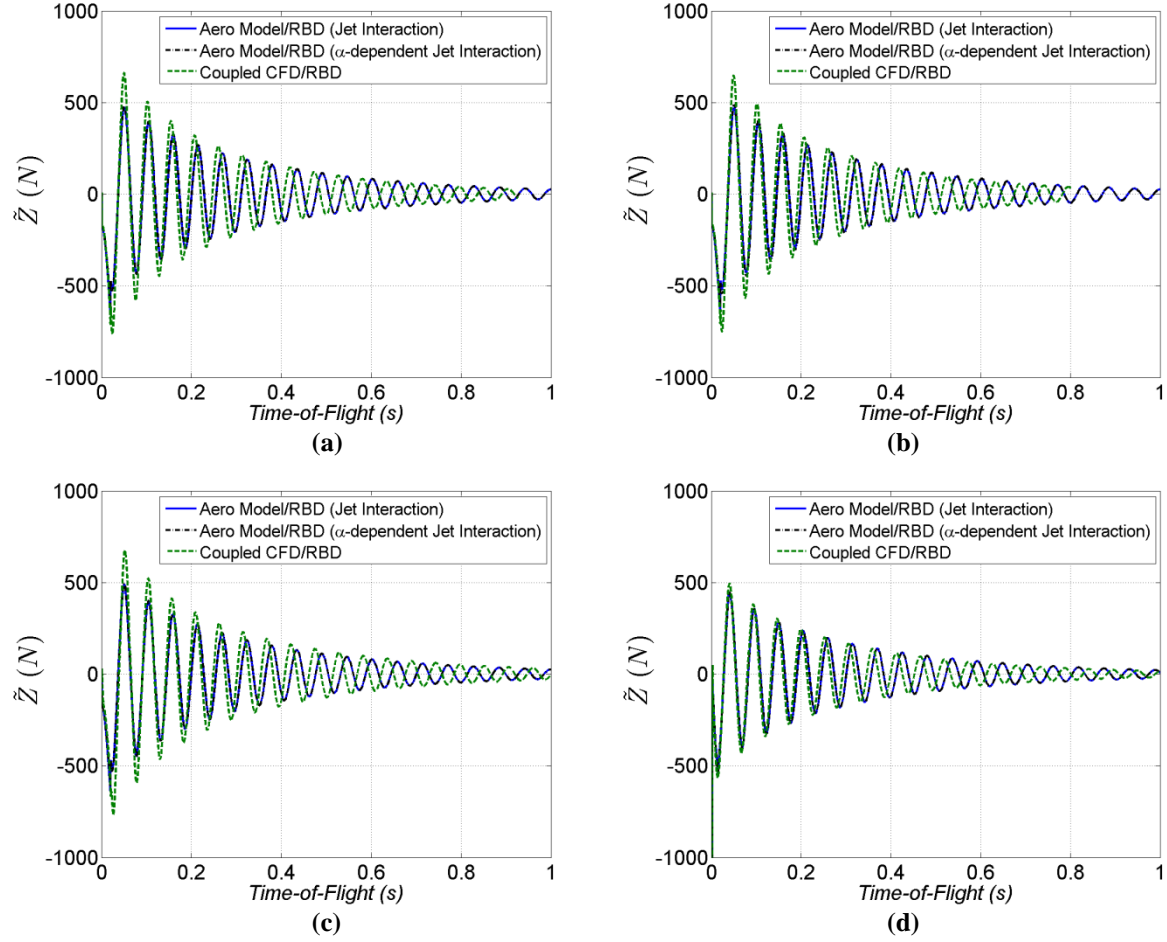 1000
500
0
-500
-1000
Z̃ (N)
Aero Model/RBD (Jet Interaction)
Aero Model/RBD (α-dependent Jet Interaction)
Coupled CFD/RBD
0 0.2 0.4 0.6 0.8 1
Time-of-Flight (s)
(a)
1000
500
0
-500
-1000
Z̃ (N)
Aero Model/RBD (Jet Interaction)
Aero Model/RBD (α-dependent Jet Interaction)
Coupled CFD/RBD
0 0.2 0.4 0.6 0.8 1
Time-of-Flight (s)
(b)
1000
500
0
-500
-1000
Z̃ (N)
Aero Model/RBD (Jet Interaction)
Aero Model/RBD (α-dependent Jet Interaction)
Coupled CFD/RBD
0 0.2 0.4 0.6 0.8 1
Time-of-Flight (s)
(c)
1000
500
0
-500
-1000
Z̃ (N)
Aero Model/RBD (Jet Interaction)
Aero Model/RBD (α-dependent Jet Interaction)
Coupled CFD/RBD
0 0.2 0.4 0.6 0.8 1
Time-of-Flight (s)
(d)